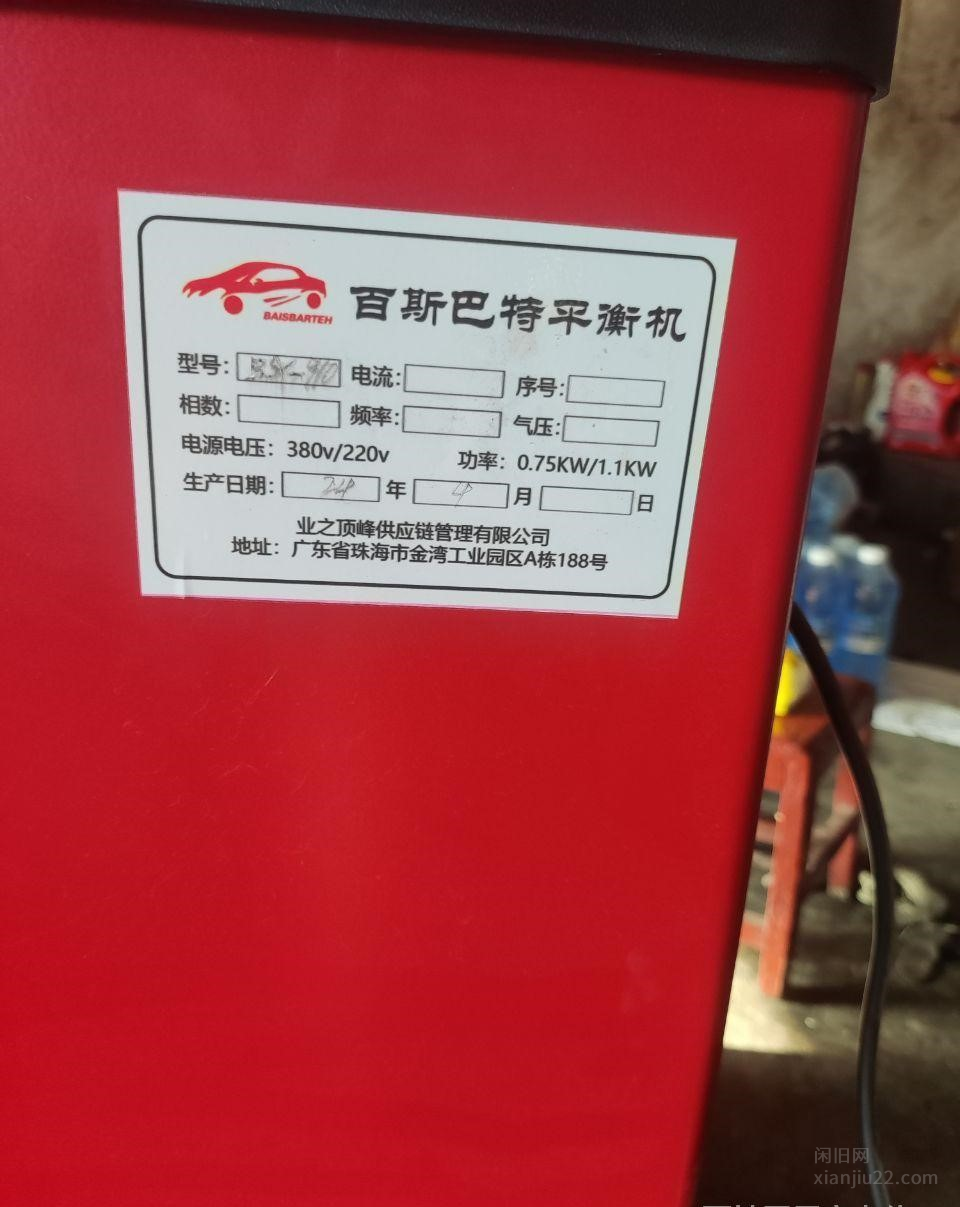 BAISBARTEH
百斯巴特平衡机
型号: 电流: 序号:
相数: 频率: 气压:
电源电压: 380v/220v 功率: 0.75KW/1.1KW
生产日期: 24 年 4 月 日
业之顶峰供应链管理有限公司
地址: 广东省珠海市金湾工业园区A栋188号
闲旧网
xianjiu22.com